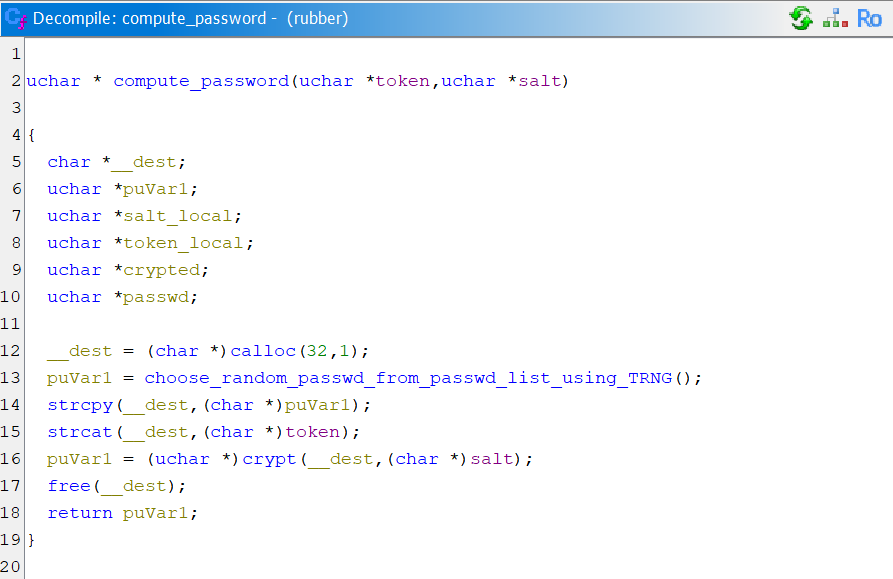 Decompile: compute_password - (rubber)
Ro
1
2 uchar * compute_password(uchar *token,uchar *salt)
3
4 {
5 char *__dest;
6 uchar *puVar1;
7 uchar *salt_local;
8 uchar *token_local;
9 uchar *crypted;
10 uchar *passwd;
11
12 __dest = (char *)calloc(32,1);
13 puVar1 = choose_random_passwd_from_passwd_list_using_TRNG();
14 strcpy(__dest,(char *)puVar1);
15 strcat(__dest,(char *)token);
16 puVar1 = (uchar *)crypt(__dest,(char *)salt);
17 free(__dest);
18 return puVar1;
19 }
20